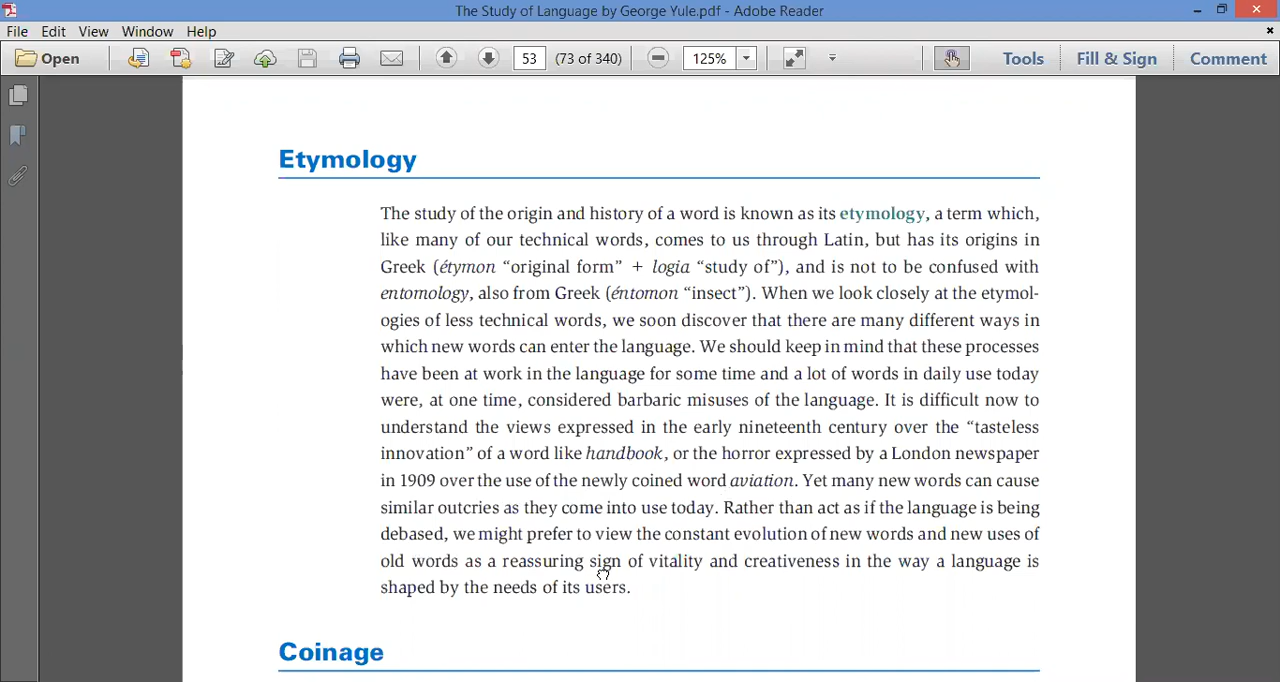 The Study of Language by George Yule.pdf - Adobe Reader
File Edit View Window Help
Open 53 (73 of 340) 125% Tools Fill & Sign Comment
Etymology
The study of the origin and history of a word is known as its etymology, a term which,
like many of our technical words, comes to us through Latin, but has its origins in
Greek (étymon “original form” + logia “study of”), and is not to be confused with
entomology, also from Greek (éntomon “insect”). When we look closely at the etymol-
ogies of less technical words, we soon discover that there are many different ways in
which new words can enter the language. We should keep in mind that these processes
have been at work in the language for some time and a lot of words in daily use today
were, at one time, considered barbaric misuses of the language. It is difficult now to
understand the views expressed in the early nineteenth century over the “tasteless
innovation” of a word like handbook, or the horror expressed by a London newspaper
in 1909 over the use of the newly coined word aviation. Yet many new words can cause
similar outcries as they come into use today. Rather than act as if the language is being
debased, we might prefer to view the constant evolution of new words and new uses of
old words as a reassuring sign of vitality and creativeness in the way a language is
shaped by the needs of its users.
Coinage